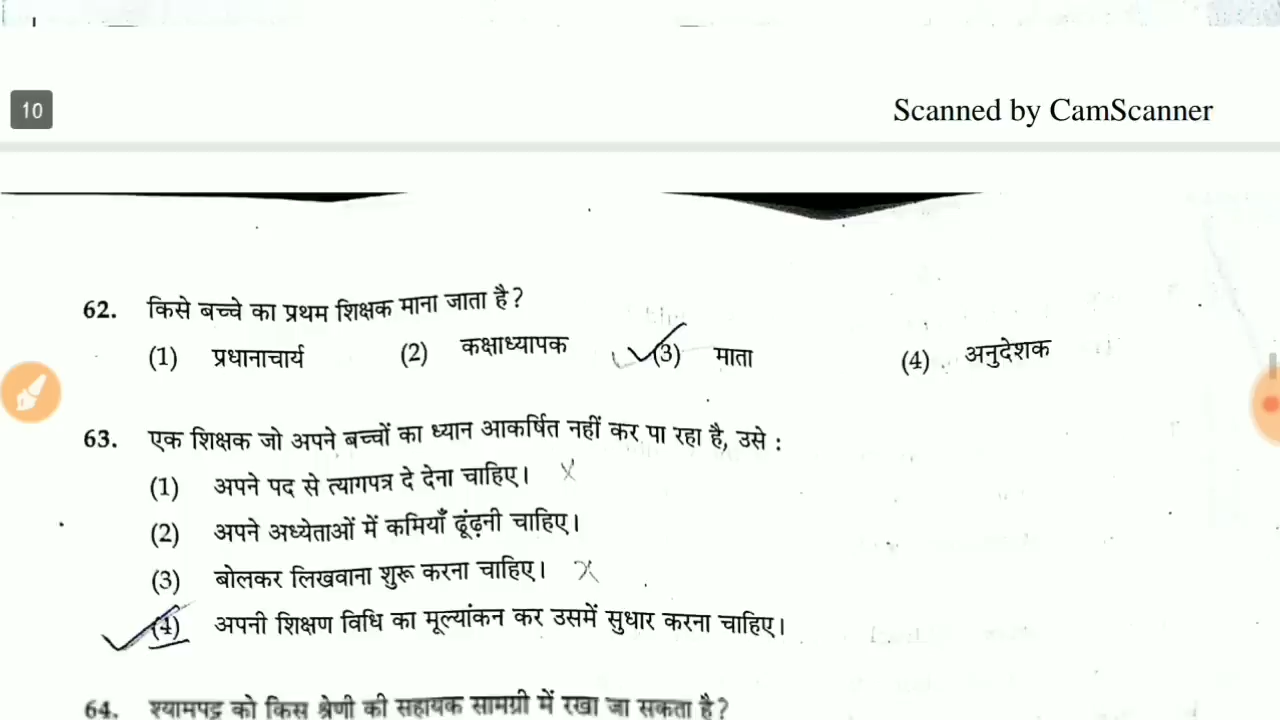 10
Scanned by CamScanner
62. किसे बच्चे का प्रथम शिक्षक माना जाता है?
(1) प्रधानाचार्य (2) कक्षाध्यापक (3) माता (4) अनुदेशक
63. एक शिक्षक जो अपने बच्चों का ध्यान आकर्षित नहीं कर पा रहा है, उसे :
(1) अपने पद से त्यागपत्र दे देना चाहिए।
(2) अपने अध्येताओं में कमियाँ ढूंढ़नी चाहिए।
(3) बोलकर लिखवाना शुरू करना चाहिए।
(4) अपनी शिक्षण विधि का मूल्यांकन कर उसमें सुधार करना चाहिए।
64. श्यामपट्ट को किस श्रेणी की सहायक सामग्री में रखा जा सकता है?